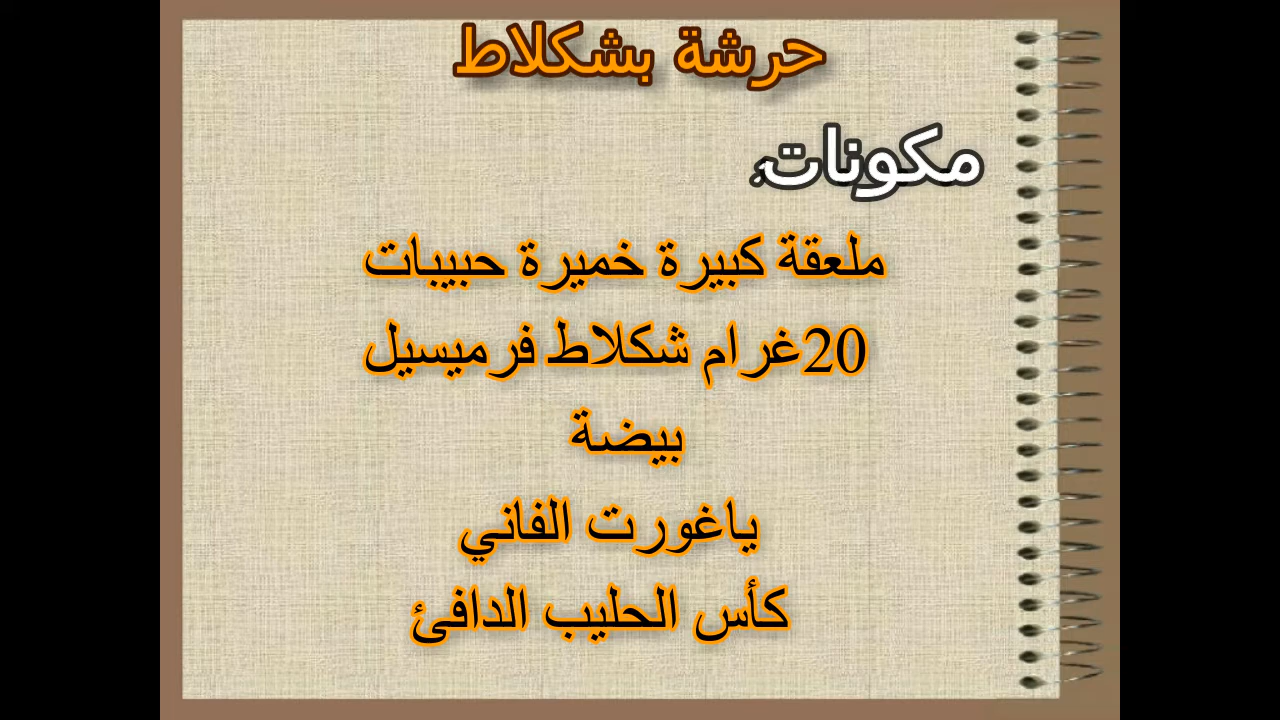 حرشة بشكلاط
مكونات:
ملعقة كبيرة خميرة حبيبات
20غرام شكلاط فرميسيل
بيضة
ياغورت الفاني
كأس الحليب الدافئ